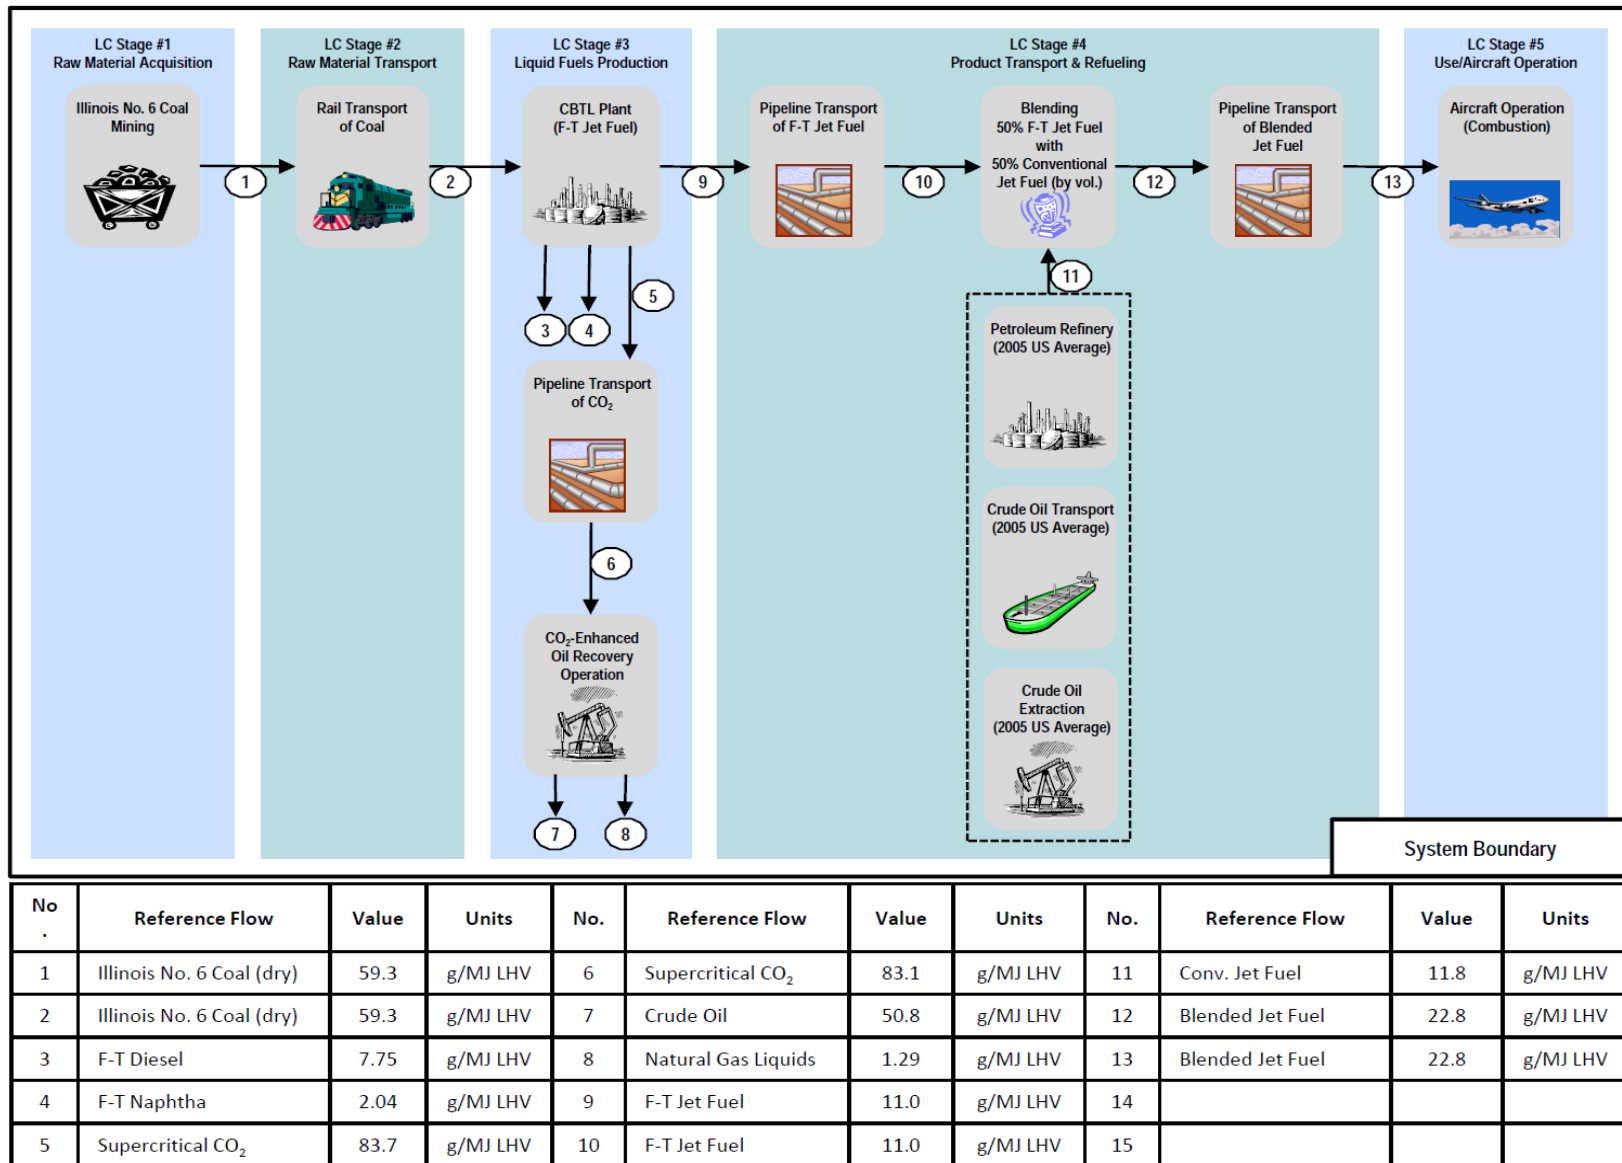 LC Stage #1
Raw Material Acquisition
LC Stage #2
Raw Material Transport
LC Stage #3
Liquid Fuels Production
LC Stage #4
Product Transport & Refueling
LC Stage #5
Use/Aircraft Operation
Illinois No. 6 Coal
Mining
Rail Transport
of Coal
CBTL Plant
(F-T Jet Fuel)
Pipeline Transport
of F-T Jet Fuel
Blending
50% F-T Jet Fuel
with
50% Conventional
Jet Fuel (by vol.)
Pipeline Transport
of Blended
Jet Fuel
Aircraft Operation
(Combustion)
1
2
9
10
12
13
11
5
3
4
Petroleum Refinery
(2005 US Average)
Pipeline Transport
of CO₂
Crude Oil Transport
(2005 US Average)
6
CO₂-Enhanced
Oil Recovery
Operation
Crude Oil
Extraction
(2005 US Average)
7
8
System Boundary
No. Reference Flow Value Units No. Reference Flow Value Units No. Reference Flow Value Units
1 Illinois No. 6 Coal (dry) 59.3 g/MJ LHV 6 Supercritical CO₂ 83.1 g/MJ LHV 11 Conv. Jet Fuel 11.8 g/MJ LHV
2 Illinois No. 6 Coal (dry) 59.3 g/MJ LHV 7 Crude Oil 50.8 g/MJ LHV 12 Blended Jet Fuel 22.8 g/MJ LHV
3 F-T Diesel 7.75 g/MJ LHV 8 Natural Gas Liquids 1.29 g/MJ LHV 13 Blended Jet Fuel 22.8 g/MJ LHV
4 F-T Naphtha 2.04 g/MJ LHV 9 F-T Jet Fuel 11.0 g/MJ LHV 14
5 Supercritical CO₂ 83.7 g/MJ LHV 10 F-T Jet Fuel 11.0 g/MJ LHV 15